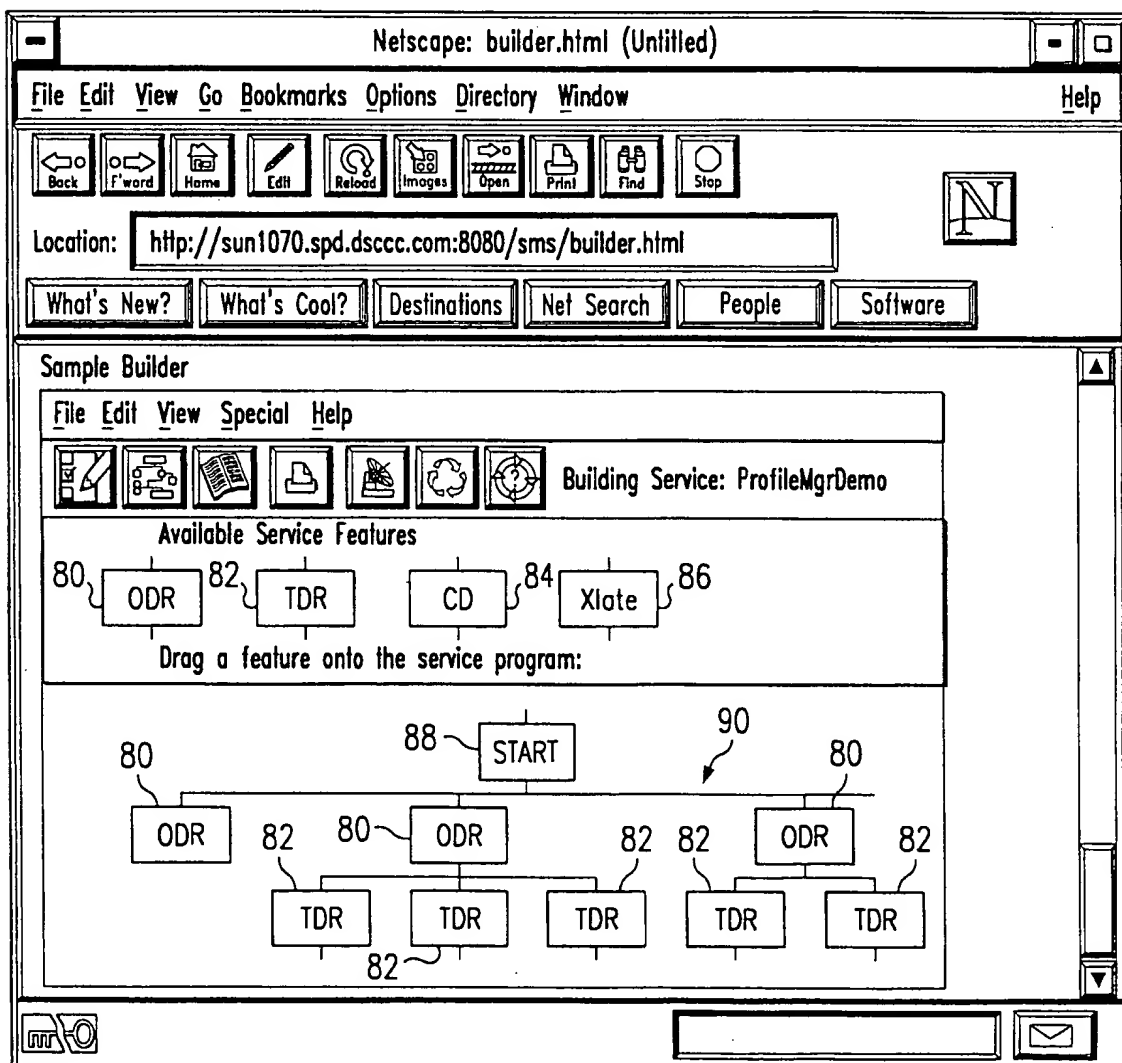 Netscape: builder.html (Untitled)
File Edit View Go Bookmarks Options Directory Window Help
Back F'word Home Edit Reload Images Open Print Find Stop
N
Location: http://sun1070.spd.dsccc.com:8080/sms/builder.html
What's New? What's Cool? Destinations Net Search People Software
Sample Builder
File Edit View Special Help
? Building Service: ProfileMgrDemo
Available Service Features
80 ODR 82 TDR CD 84 Xlate 86
Drag a feature onto the service program:
88 START 90
80 80
ODR 80 ODR ODR
82 82 82 82
TDR TDR TDR TDR TDR
82